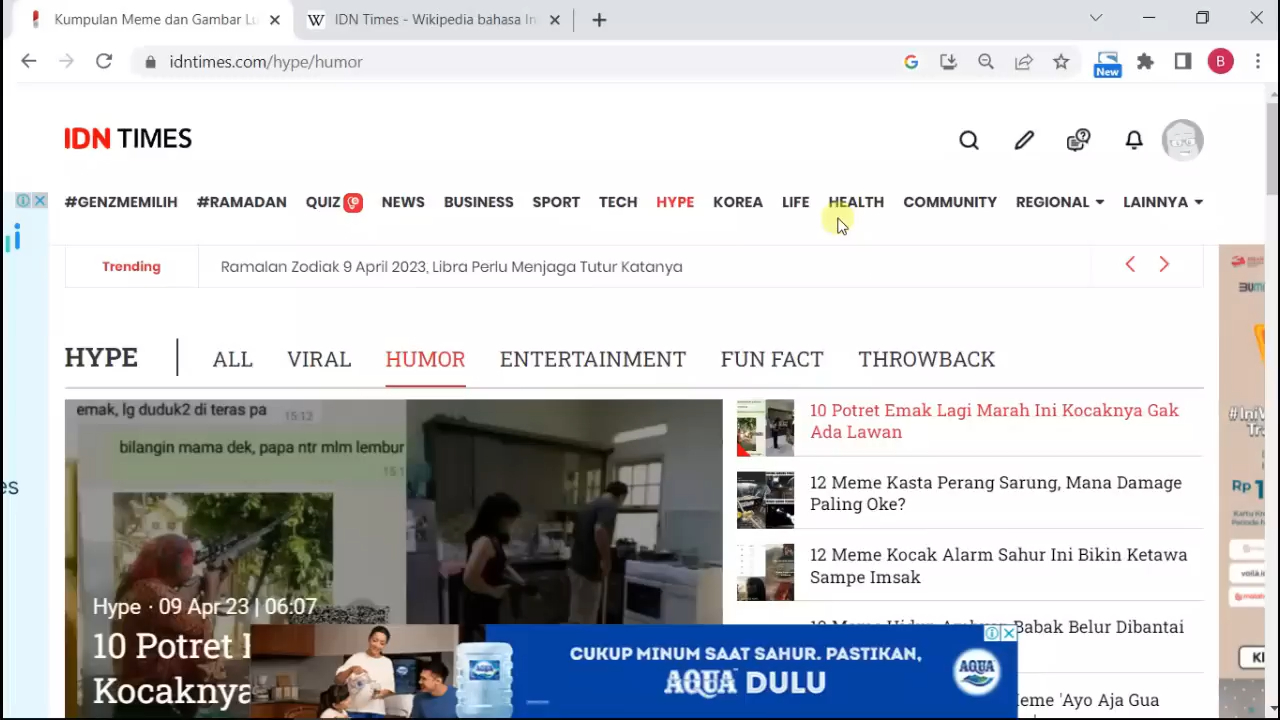 Kumpulan Meme dan Gambar Lu
IDN Times - Wikipedia bahasa In
idntimes.com/hype/humor
New
B
IDN TIMES
#GENZMEMILIH #RAMADAN QUIZ NEWS BUSINESS SPORT TECH HYPE KOREA LIFE HEALTH COMMUNITY REGIONAL LAINNYA
Trending
Ramalan Zodiak 9 April 2023, Libra Perlu Menjaga Tutur Katanya
HYPE
ALL VIRAL HUMOR ENTERTAINMENT FUN FACT THROWBACK
emak, lg duduk2 di teras pa 15:12
bilangin mama dek, papa ntr mlm lembur
Hype · 09 Apr 23 | 06:07
10 Potret
Kocaknya
10 Potret Emak Lagi Marah Ini Kocaknya Gak
Ada Lawan
12 Meme Kasta Perang Sarung, Mana Damage
Paling Oke?
12 Meme Kocak Alarm Sahur Ini Bikin Ketawa
Sampe Imsak
Babak Belur Dibantai
'Ayo Aja Gua
CUKUP MINUM SAAT SAHUR. PASTIKAN,
AQUA DULU
AQUA
Rp